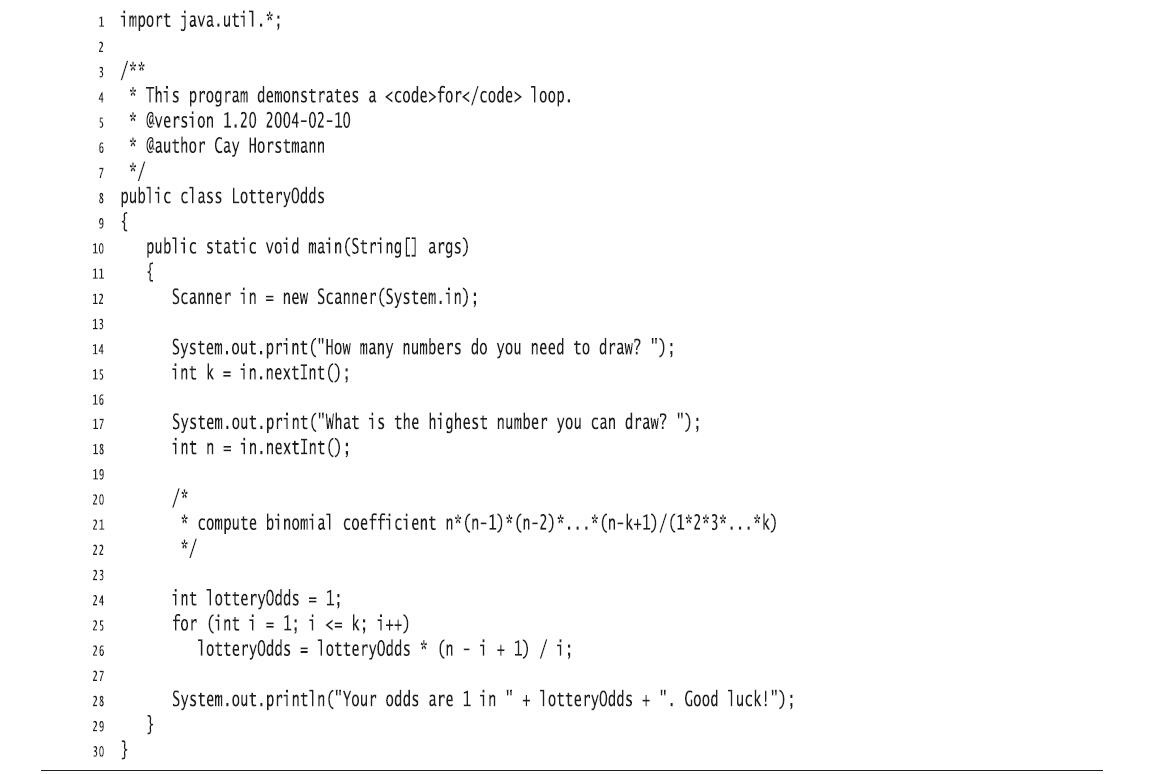 1 import java.util.*;
2
3 /**
4  * This program demonstrates a <code>for</code> loop.
5  * @version 1.20 2004-02-10
6  * @author Cay Horstmann
7  */
8 public class LotteryOdds
9 {
10    public static void main(String[] args)
11    {
12       Scanner in = new Scanner(System.in);
13
14       System.out.print("How many numbers do you need to draw? ");
15       int k = in.nextInt();
16
17       System.out.print("What is the highest number you can draw? ");
18       int n = in.nextInt();
19
20       /*
21        * compute binomial coefficient n*(n-1)*(n-2)*...*(n-k+1)/(1*2*3*...*k)
22        */
23
24       int lotteryOdds = 1;
25       for (int i = 1; i <= k; i++)
26          lotteryOdds = lotteryOdds * (n - i + 1) / i;
27
28       System.out.println("Your odds are 1 in " + lotteryOdds + ". Good luck!");
29    }
30 }